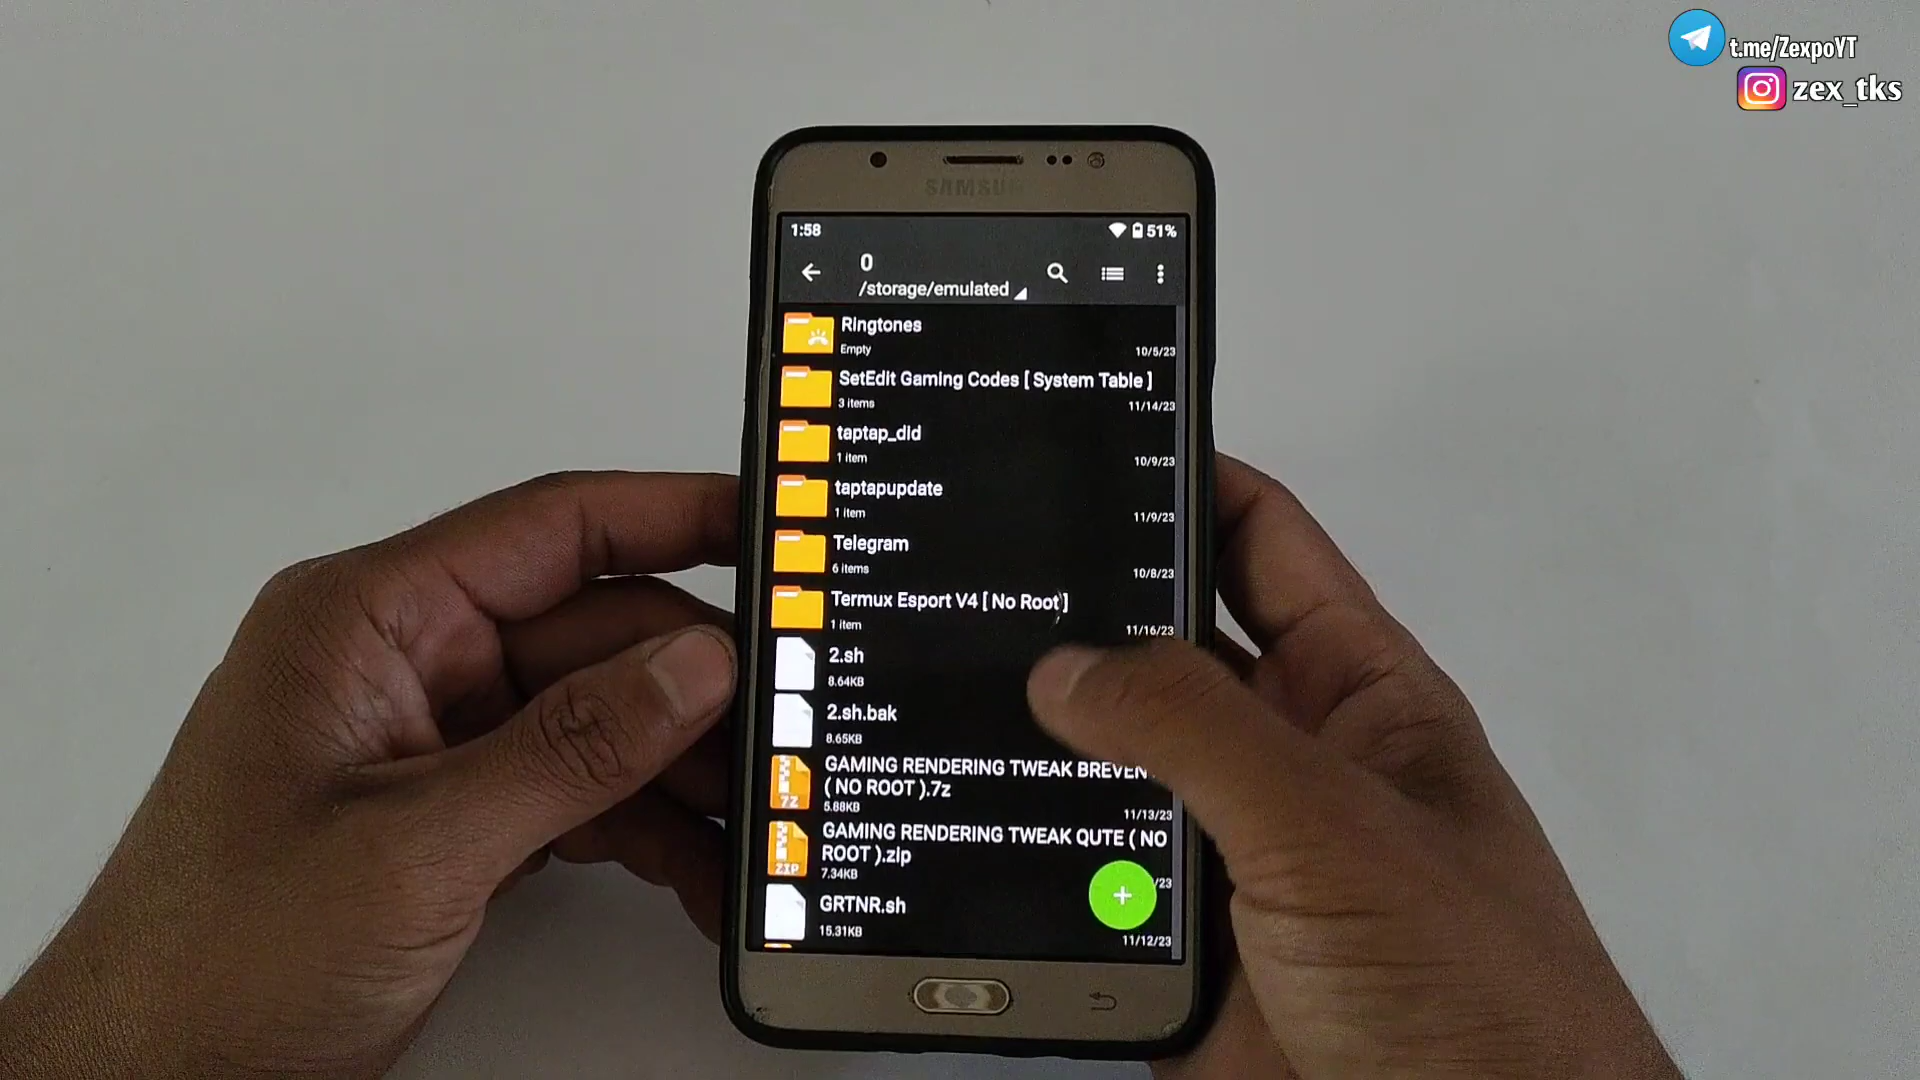 t.me/ZexpoYT
zex_tks
SAMSU
1:58
51%
0
/storage/emulated
Ringtones
Empty
10/5/23
SetEdit Gaming Codes [ System Table ]
3 items
11/14/23
taptap_dld
1 item
10/9/23
taptapupdate
1 item
11/9/23
Telegram
6 items
10/8/23
Termux Esport V4 [ No Root ]
1 item
11/16/23
2.sh
8.64KB
2.sh.bak
8.65KB
GAMING RENDERING TWEAK BREVEN
( NO ROOT ).7z
7Z
5.88KB
11/13/23
GAMING RENDERING TWEAK QUTE ( NO
ROOT ).zip
ZIP
7.34KB
/23
GRTNR.sh
15.31KB
11/12/23